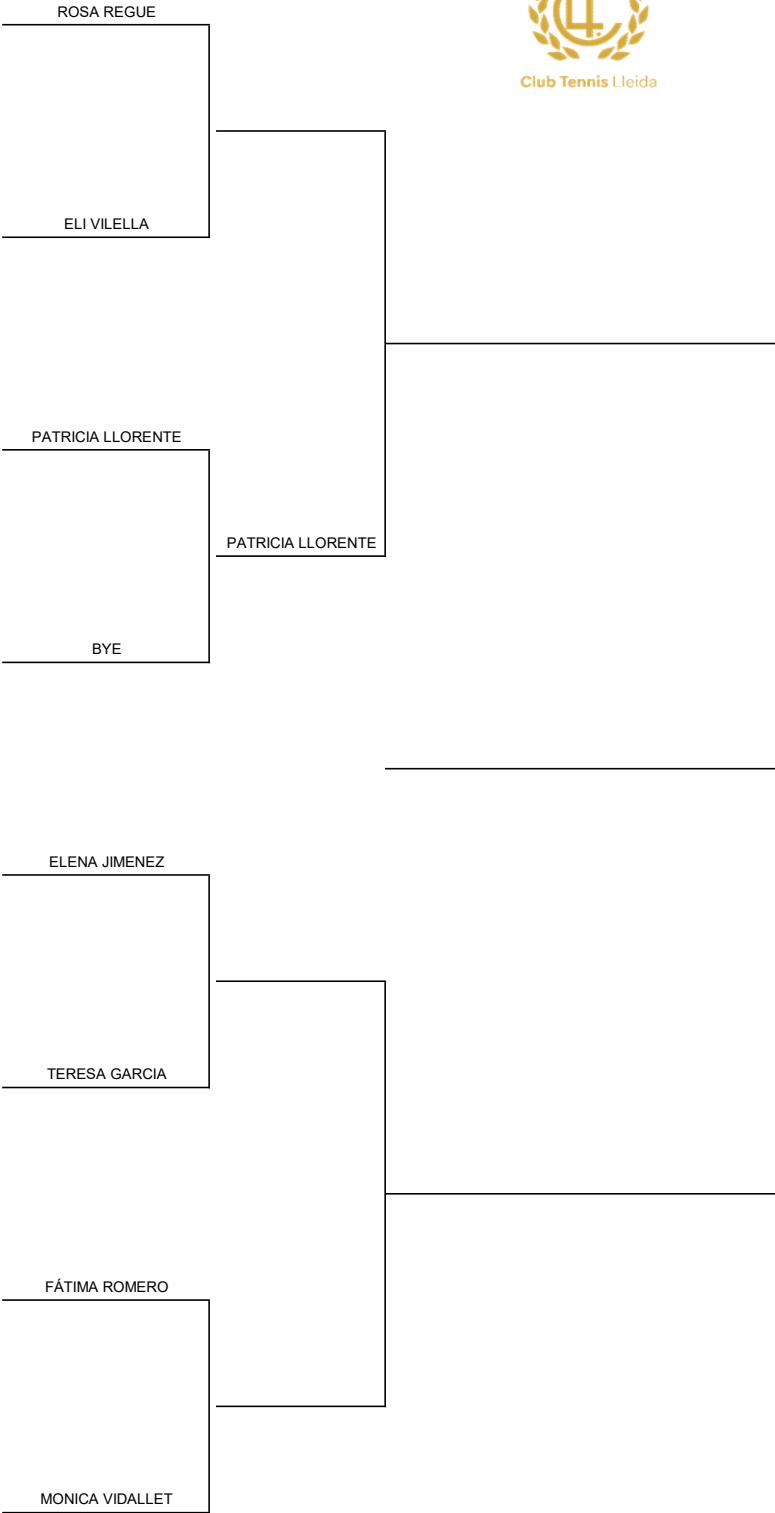 ROSA REGUE
Club Tennis Lleida
ELI VILELLA
PATRICIA LLORENTE
PATRICIA LLORENTE
BYE
ELENA JIMENEZ
TERESA GARCIA
FÁTIMA ROMERO
MONICA VIDALLET